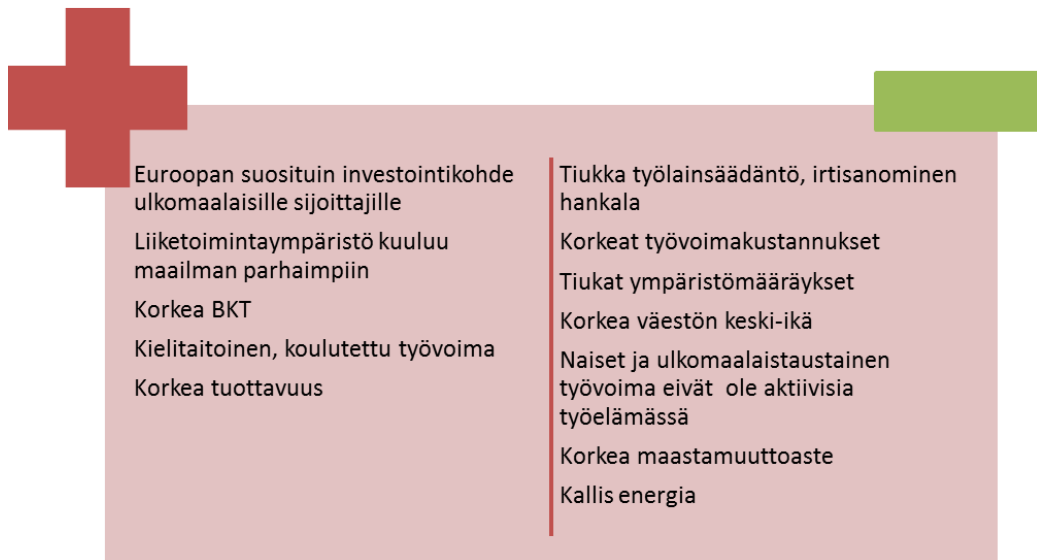 Euroopan suosituin investointikohde
ulkomaalaisille sijoittajille
Liiketoimintaympäristö kuuluu
maailman parhaimpiin
Korkea BKT
Kielitaitoinen, koulutettu työvoima
Korkea tuottavuus
Tiukka työlainsäädäntö, irtisanominen
hankala
Korkeat työvoimakustannukset
Tiukat ympäristömääräykset
Korkea väestön keski-ikä
Naiset ja ulkomaalaistaustainen
työvoima eivät ole aktiivisia
työelämässä
Korkea maastamuuttoaste
Kallis energia